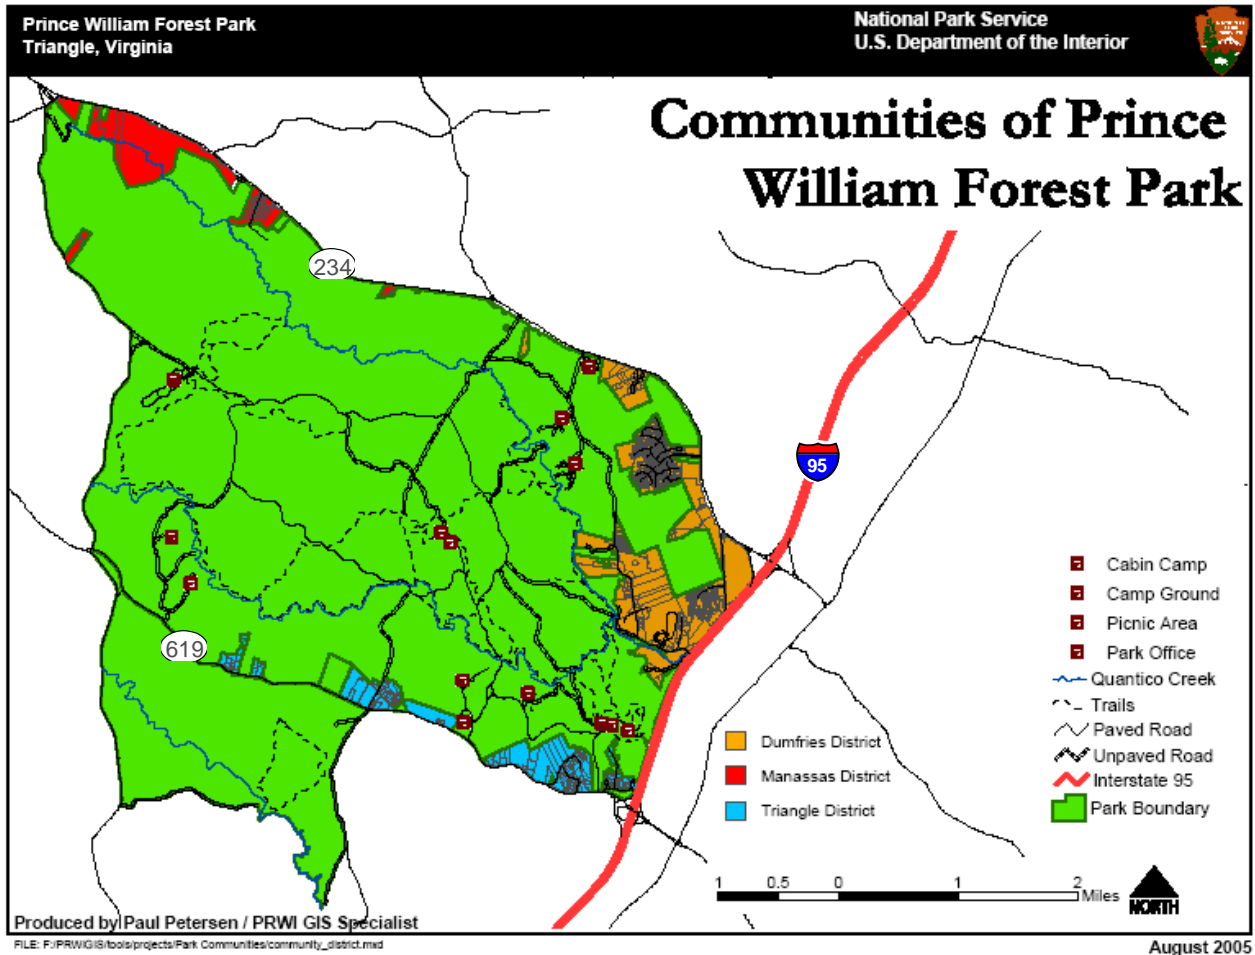 Prince William Forest Park
Triangle, Virginia
National Park Service
U.S. Department of the Interior
Communities of Prince
William Forest Park
234
95
619
Cabin Camp
Camp Ground
Picnic Area
Park Office
Quantico Creek
Trails
Paved Road
Unpaved Road
Interstate 95
Park Boundary
Dumfries District
Manassas District
Triangle District
1 0.5 0 1 2 Miles
NORTH
Produced by Paul Petersen / PRWI GIS Specialist
FILE: F:/PRWIGIS/tools/projects/Park Communities/community_district.mxd
August 2005